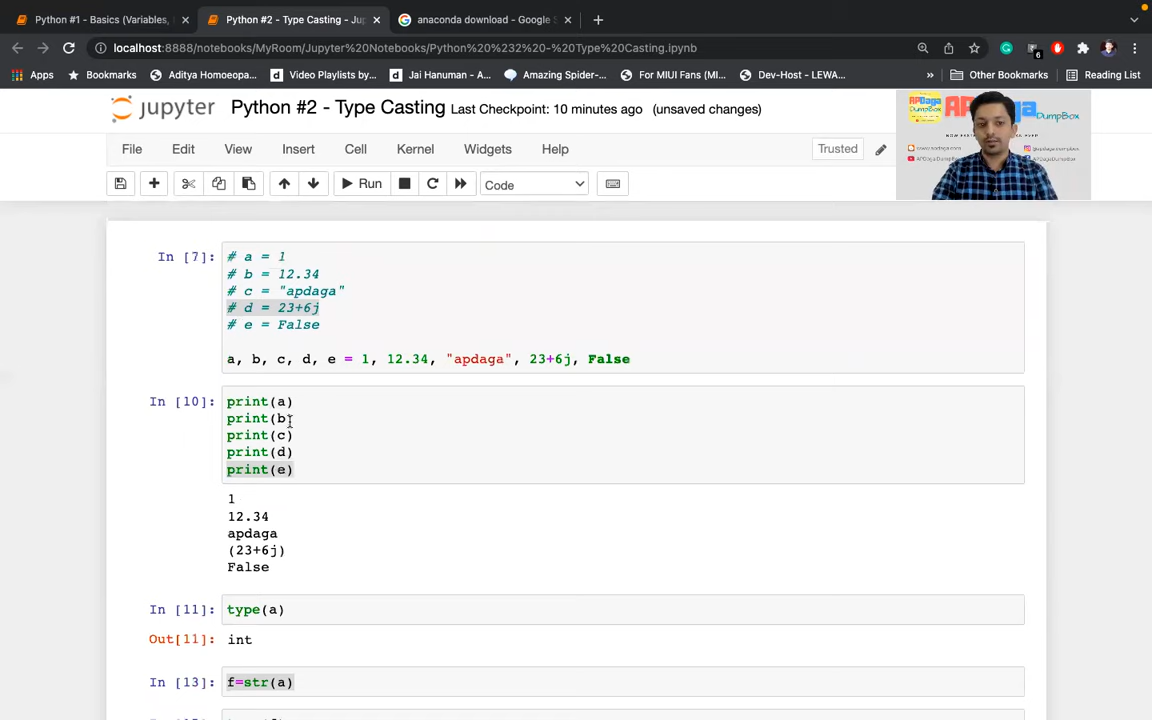 Python #1 - Basics (Variables,
Python #2 - Type Casting - Jup
anaconda download - Google S
localhost:8888/notebooks/MyRoom/Jupyter%20Notebooks/Python%20%232%20-%20Type%20Casting.ipynb
6
Apps
Bookmarks
Aditya Homoeopa...
Video Playlists by...
Jai Hanuman - A...
Amazing Spider-...
For MIUI Fans (MI...
Dev-Host - LEWA...
»
Other Bookmarks
Reading List
jupyter
Python #2 - Type Casting Last Checkpoint: 10 minutes ago (unsaved changes)
APDaga
DumpBox
File
Edit
View
Insert
Cell
Kernel
Widgets
Help
Trusted
Run
Code
In [7]:
# a = 1
# b = 12.34
# c = "apdaga"
# d = 23+6j
# e = False
a, b, c, d, e = 1, 12.34, "apdaga", 23+6j, False
In [10]:
print(a)
print(b)
print(c)
print(d)
print(e)
1
12.34
apdaga
(23+6j)
False
In [11]:
type(a)
Out[11]:
int
In [13]:
f=str(a)